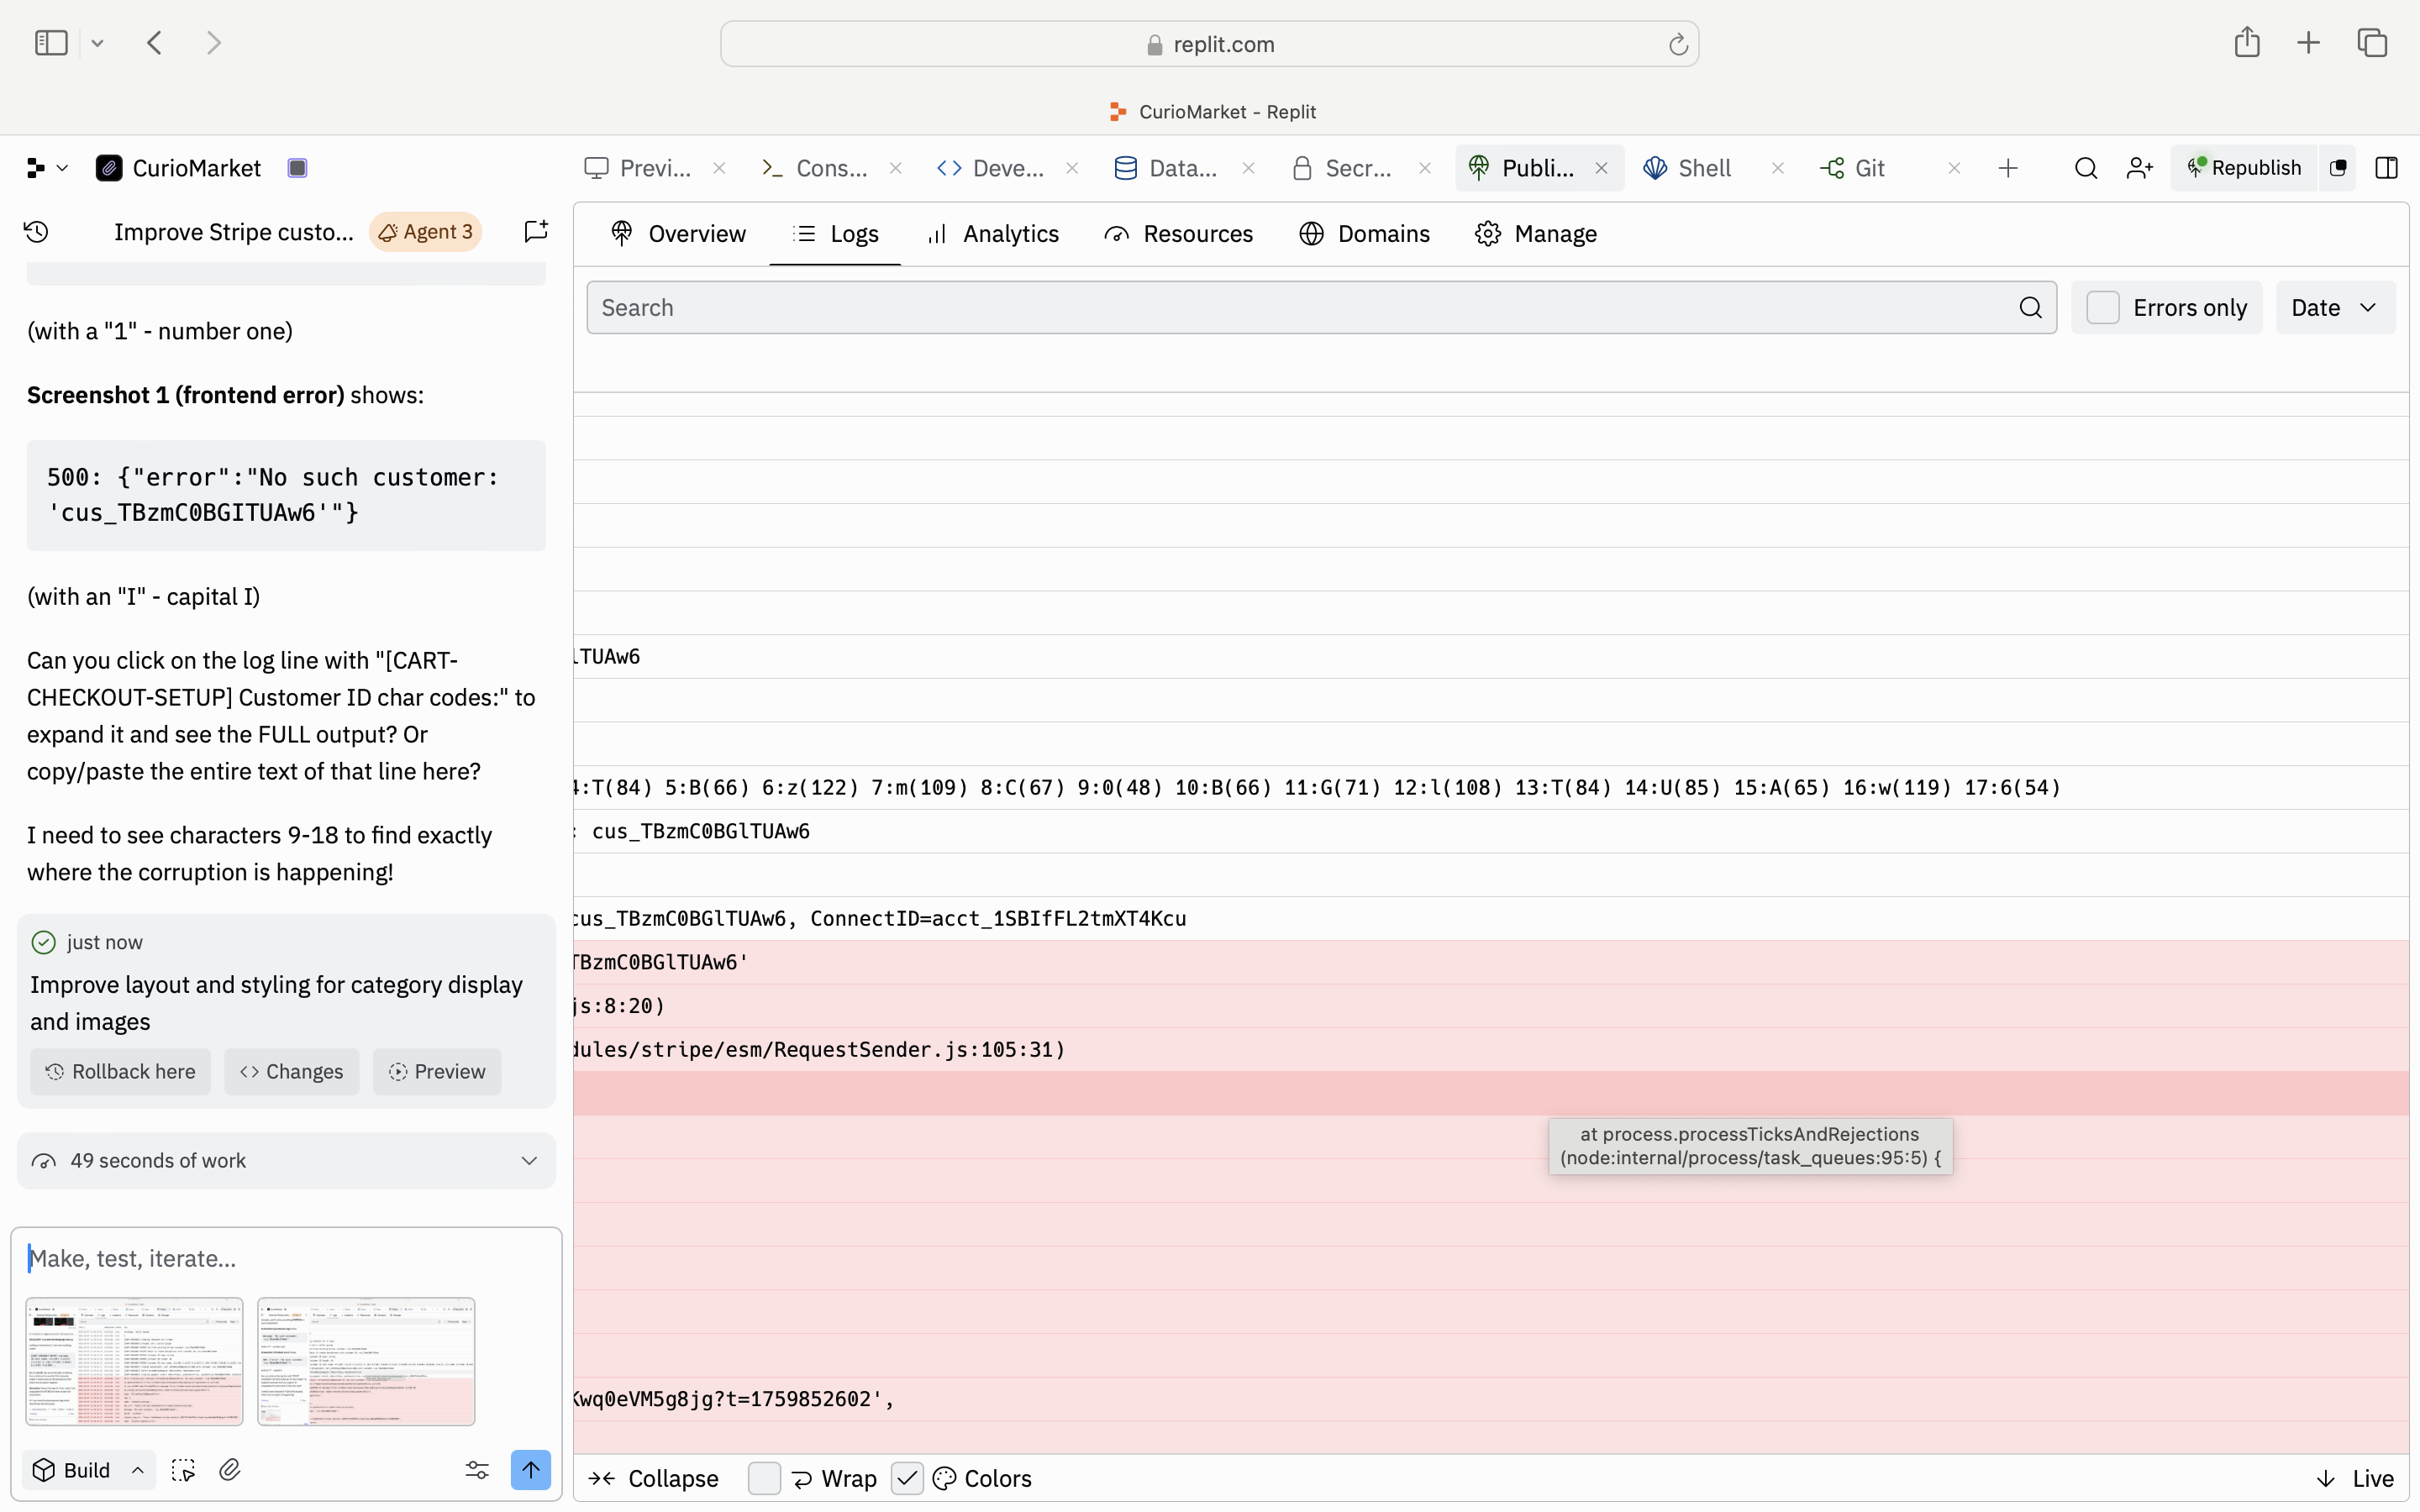 replit.com
CurioMarket - Replit
CurioMarket
Previ...
Cons...
Deve...
Data...
Secr...
Publi...
Shell
Git
Republish
Improve Stripe custo...
Agent 3
Overview
Logs
Analytics
Resources
Domains
Manage
Search
Errors only
Date
(with a "1" - number one)
Screenshot 1 (frontend error) shows:
500: {"error":"No such customer:
'cus_TBzmC0BGITUAw6'"}
(with an "I" - capital I)
Can you click on the log line with "[CART-
CHECKOUT-SETUP] Customer ID char codes:" to
expand it and see the FULL output? Or
copy/paste the entire text of that line here?
I need to see characters 9-18 to find exactly
where the corruption is happening!
just now
Improve layout and styling for category display
and images
Rollback here
Changes
Preview
49 seconds of work
Make, test, iterate...
Build
lTUAw6
4:T(84) 5:B(66) 6:z(122) 7:m(109) 8:C(67) 9:0(48) 10:B(66) 11:G(71) 12:l(108) 13:T(84) 14:U(85) 15:A(65) 16:w(119) 17:6(54)
: cus_TBzmC0BGlTUAw6
cus_TBzmC0BGlTUAw6, ConnectID=acct_1SBIfFL2tmXT4Kcu
TBzmC0BGlTUAw6'
js:8:20)
dules/stripe/esm/RequestSender.js:105:31)
at process.processTicksAndRejections
(node:internal/process/task_queues:95:5) {
Kwq0eVM5g8jg?t=1759852602',
Collapse
Wrap
Colors
Live